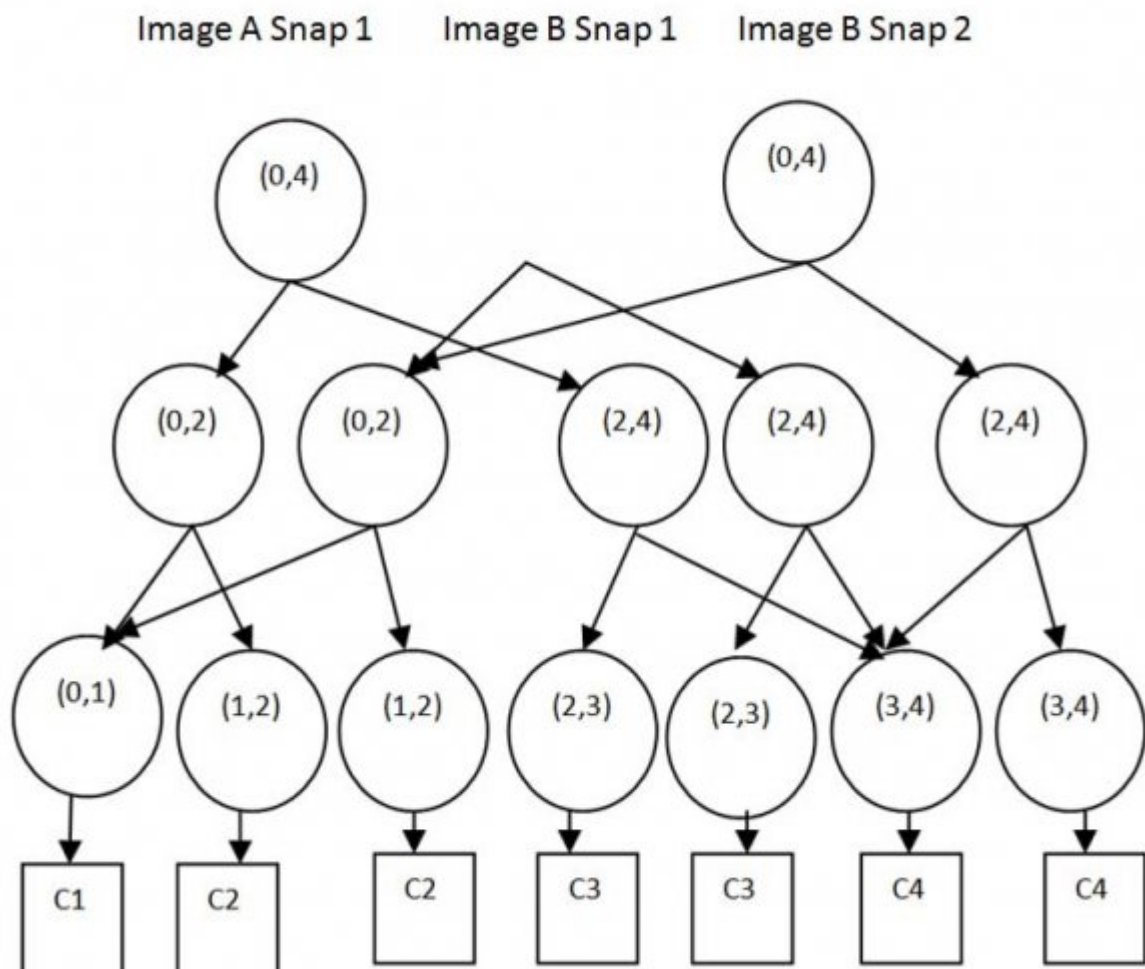 Image A Snap 1 Image B Snap 1 Image B Snap 2
(0,4) (0,4)
(0,2) (0,2) (2,4) (2,4) (2,4)
(0,1) (1,2) (1,2) (2,3) (2,3) (3,4) (3,4)
C1 C2 C2 C3 C3 C4 C4